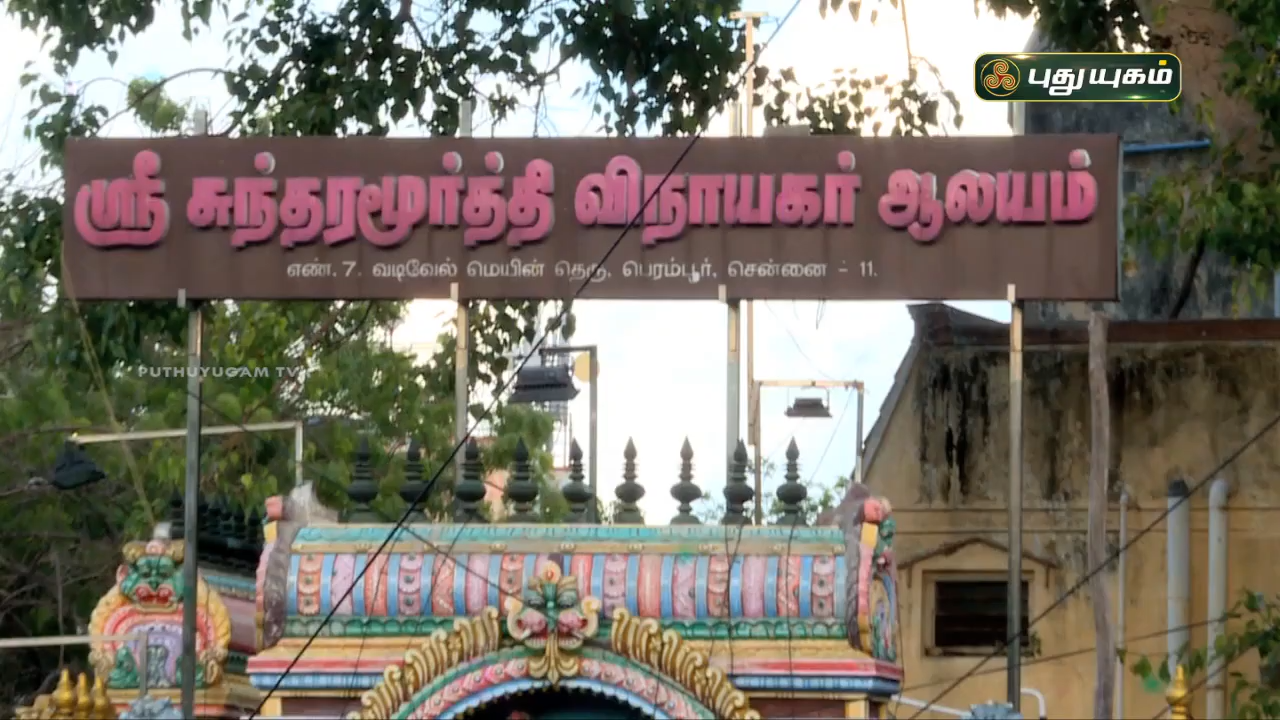 புதுயுகம்
ஸ்ரீ சுந்தரமூர்த்தி விநாயகர் ஆலயம்
எண். 7. வடிவேல் மெயின் தெரு, பெரம்பூர், சென்னை - 11.
PUTHUYUGAM TV